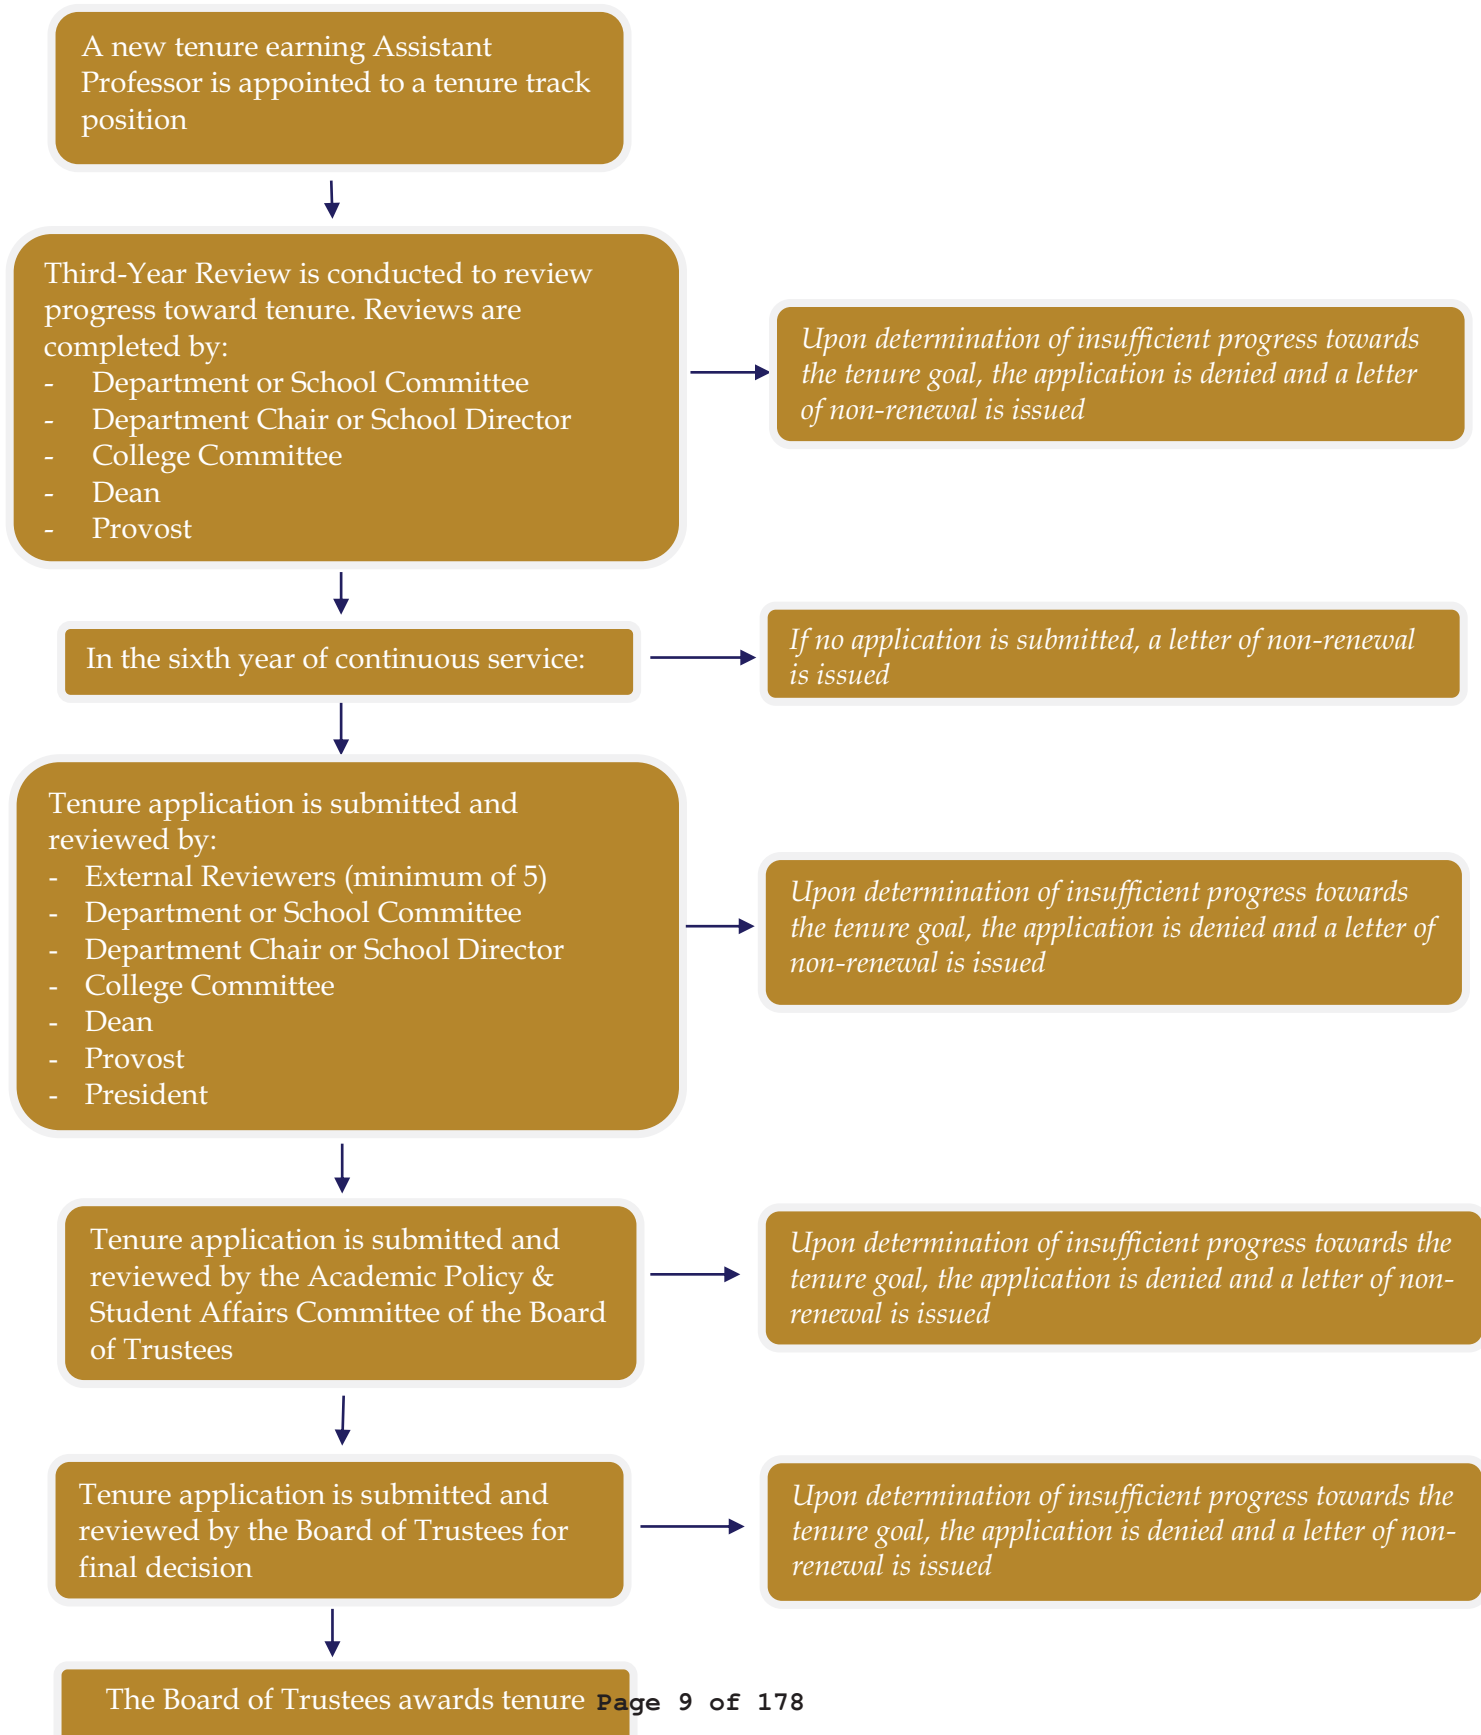 A new tenure earning Assistant
Professor is appointed to a tenure track
position
Third-Year Review is conducted to review
progress toward tenure. Reviews are
completed by:
- Department or School Committee
- Department Chair or School Director
- College Committee
- Dean
- Provost
Upon determination of insufficient progress towards
the tenure goal, the application is denied and a letter
of non-renewal is issued
In the sixth year of continuous service:
If no application is submitted, a letter of non-renewal
is issued
Tenure application is submitted and
reviewed by:
- External Reviewers (minimum of 5)
- Department or School Committee
- Department Chair or School Director
- College Committee
- Dean
- Provost
- President
Upon determination of insufficient progress towards
the tenure goal, the application is denied and a letter of
non-renewal is issued
Tenure application is submitted and
reviewed by the Academic Policy &
Student Affairs Committee of the Board
of Trustees
Upon determination of insufficient progress towards the
tenure goal, the application is denied and a letter of non-
renewal is issued
Tenure application is submitted and
reviewed by the Board of Trustees for
final decision
Upon determination of insufficient progress towards the
tenure goal, the application is denied and a letter of non-
renewal is issued
The Board of Trustees awards tenure
Page 9 of 178